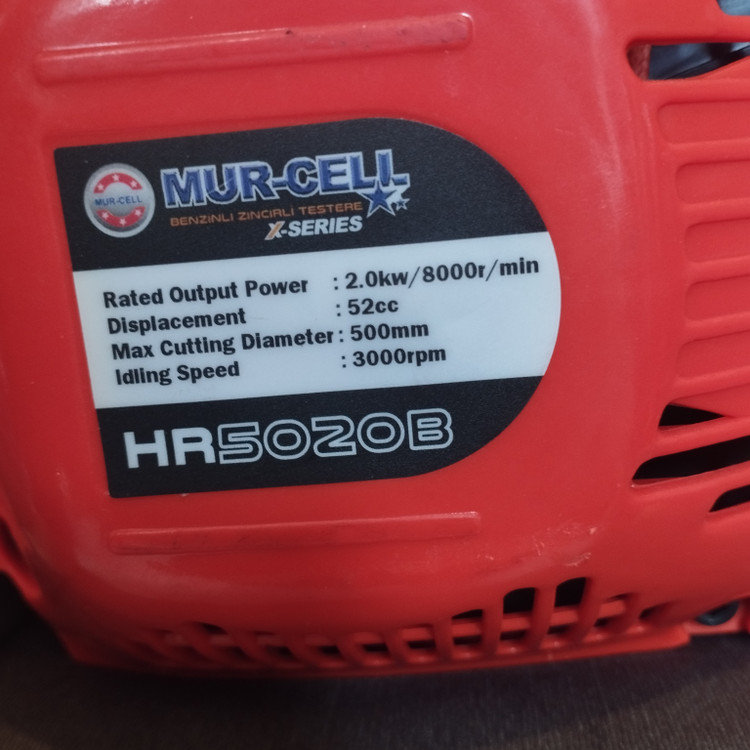 MUR-CELL
MUR-CELL
BENZINLI ZINCIRLI TESTERE
X-SERIES
Rated Output Power : 2.0kw/8000r/min
Displacement : 52cc
Max Cutting Diameter : 500mm
Idling Speed : 3000rpm
HR5020B